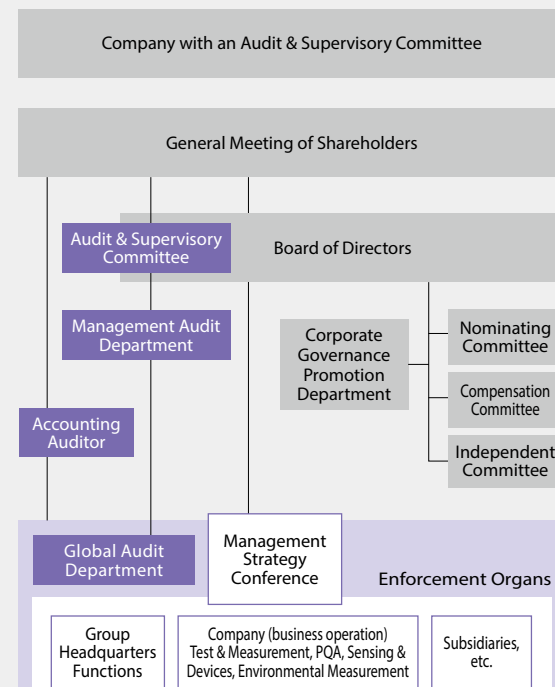 Company with an Audit & Supervisory Committee
General Meeting of Shareholders
Audit & Supervisory
Committee
Board of Directors
Management Audit
Department
Corporate
Governance
Promotion
Department
Nominating
Committee
Compensation
Committee
Independent
Committee
Accounting
Auditor
Global Audit
Department
Management
Strategy
Conference
Enforcement Organs
Group
Headquarters
Functions
Company (business operation)
Test & Measurement, PQA, Sensing &
Devices, Environmental Measurement
Subsidiaries,
etc.